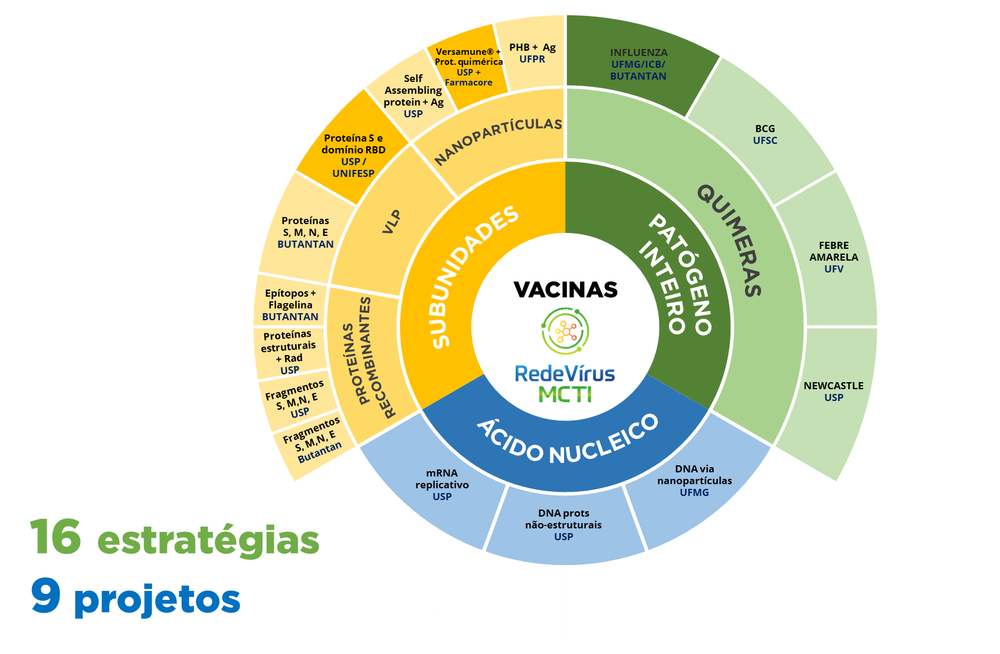 VACINAS
RedeVírus
MCTI
SUBUNIDADES
PATÓGENO
INTEIRO
ÁCIDO NUCLEICO
NANOPARTÍCULAS
VLP
PROTEÍNAS
RECOMBINANTES
QUIMERAS
PHB + Ag
UFPR
Versamune® +
Prot. quimérica
USP +
Farmacore
Self
Assembling
protein + Ag
USP
Proteína S e
domínio RBD
USP /
UNIFESP
Proteínas
S, M, N, E
BUTANTAN
Epítopos +
Flagelina
BUTANTAN
Proteínas
estruturais
+ Rad
USP
Fragmentos
S, M,N, E
USP
Fragmentos
S, M,N, E
Butantan
INFLUENZA
UFMG/ICB/
BUTANTAN
BCG
UFSC
FEBRE
AMARELA
UFV
NEWCASTLE
USP
DNA via
nanopartículas
UFMG
DNA prots
não-estruturais
USP
mRNA
replicativo
USP
16 estratégias
9 projetos